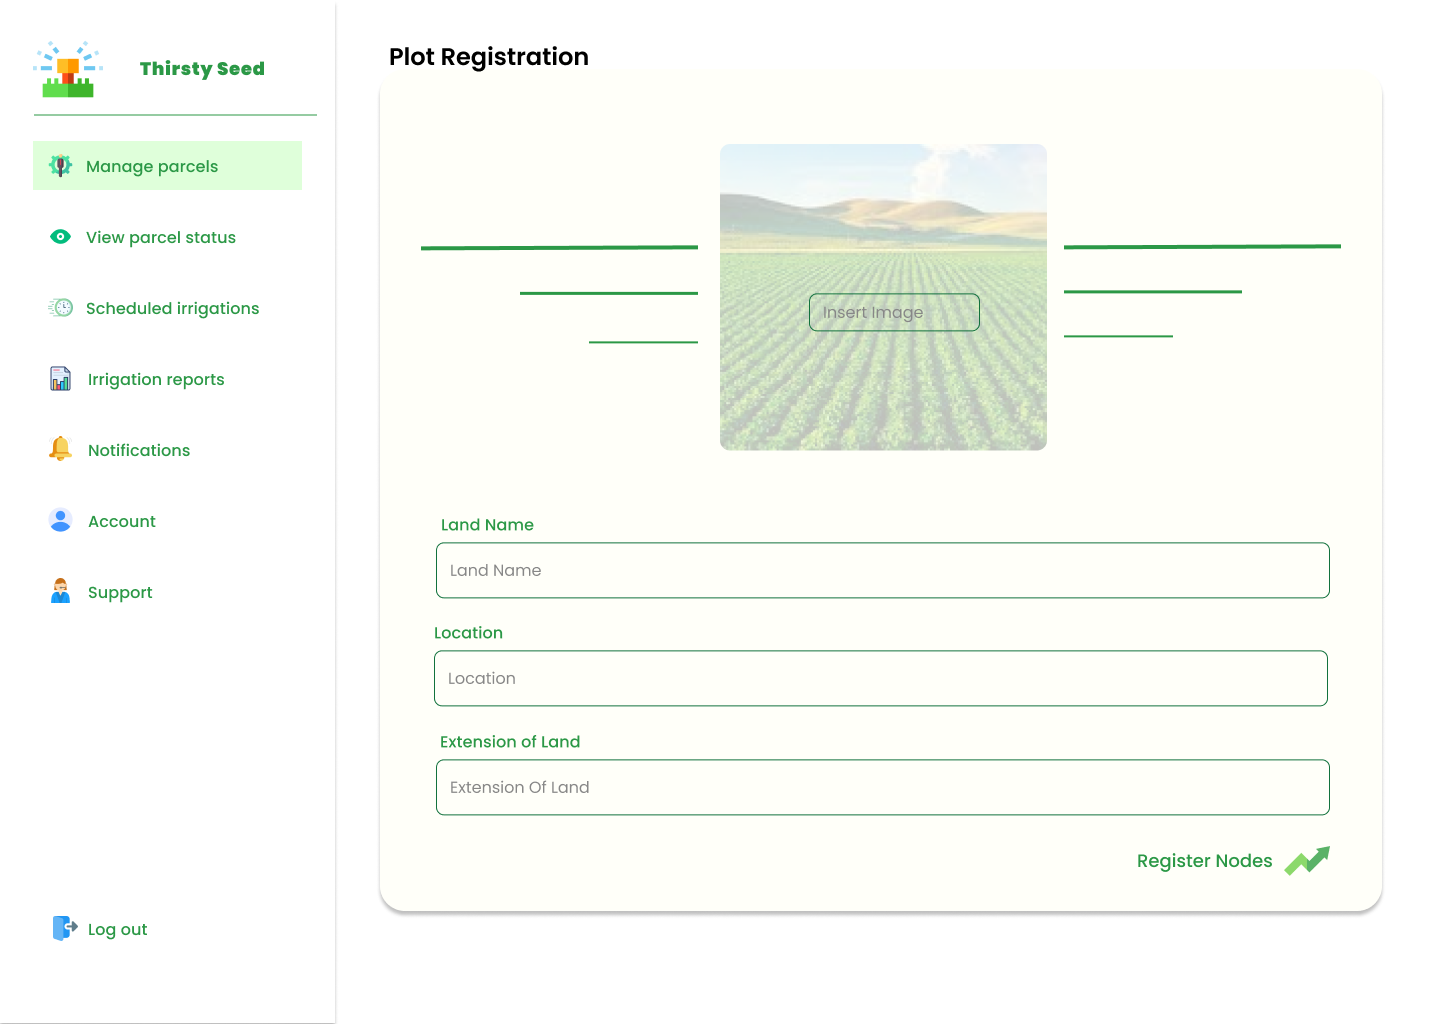 Thirsty Seed
Manage parcels
View parcel status
Scheduled irrigations
Irrigation reports
Notifications
Account
Support
Log out
Plot Registration
Insert Image
Land Name
Land Name
Location
Location
Extension of Land
Extension Of Land
Register Nodes